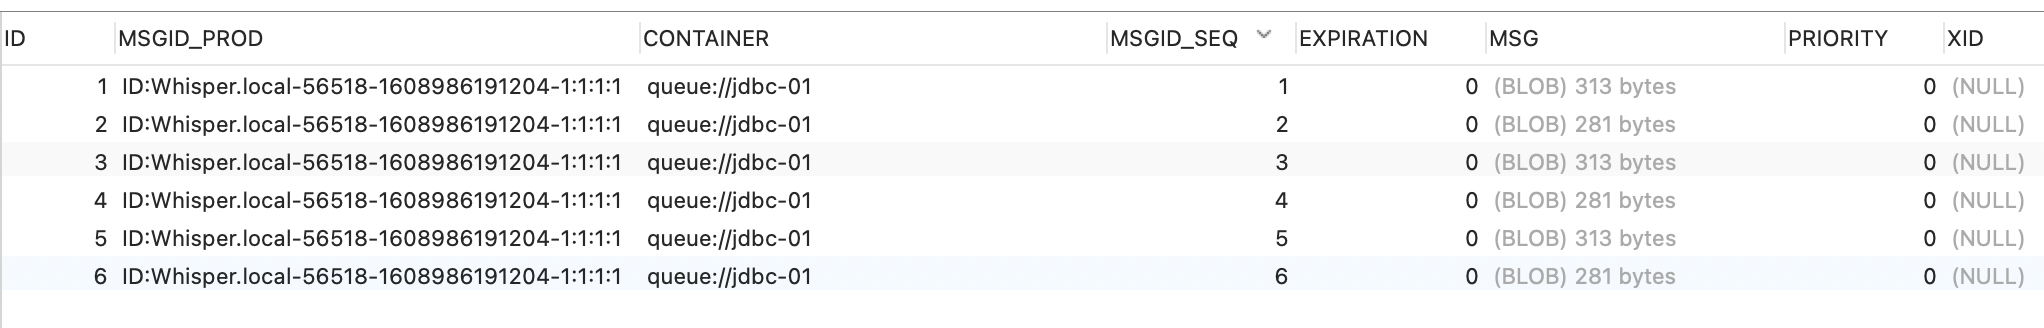 ID MSGID_PROD CONTAINER MSGID_SEQ EXPIRATION MSG PRIORITY XID
1 ID:Whisper.local-56518-1608986191204-1:1:1:1 queue://jdbc-01 1 0 (BLOB) 313 bytes 0 (NULL)
2 ID:Whisper.local-56518-1608986191204-1:1:1:1 queue://jdbc-01 2 0 (BLOB) 281 bytes 0 (NULL)
3 ID:Whisper.local-56518-1608986191204-1:1:1:1 queue://jdbc-01 3 0 (BLOB) 313 bytes 0 (NULL)
4 ID:Whisper.local-56518-1608986191204-1:1:1:1 queue://jdbc-01 4 0 (BLOB) 281 bytes 0 (NULL)
5 ID:Whisper.local-56518-1608986191204-1:1:1:1 queue://jdbc-01 5 0 (BLOB) 313 bytes 0 (NULL)
6 ID:Whisper.local-56518-1608986191204-1:1:1:1 queue://jdbc-01 6 0 (BLOB) 281 bytes 0 (NULL)